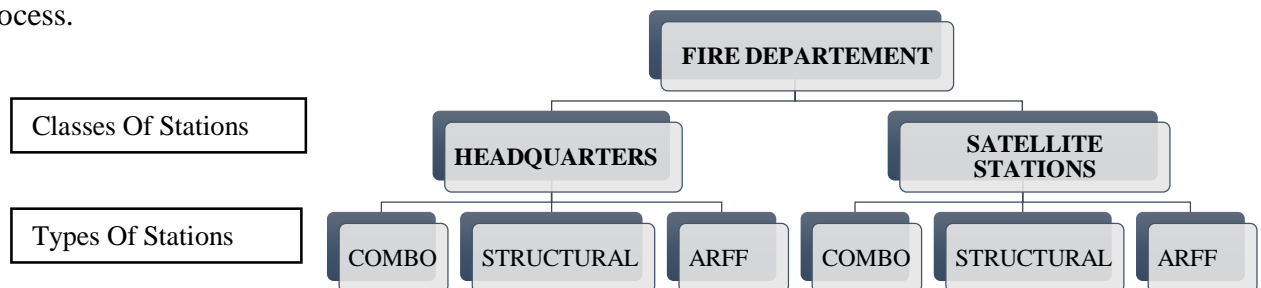 ocess.
FIRE DEPARTEMENT
Classes Of Stations
HEADQUARTERS
SATELLITE
STATIONS
Types Of Stations
COMBO
STRUCTURAL
ARFF
COMBO
STRUCTURAL
ARFF